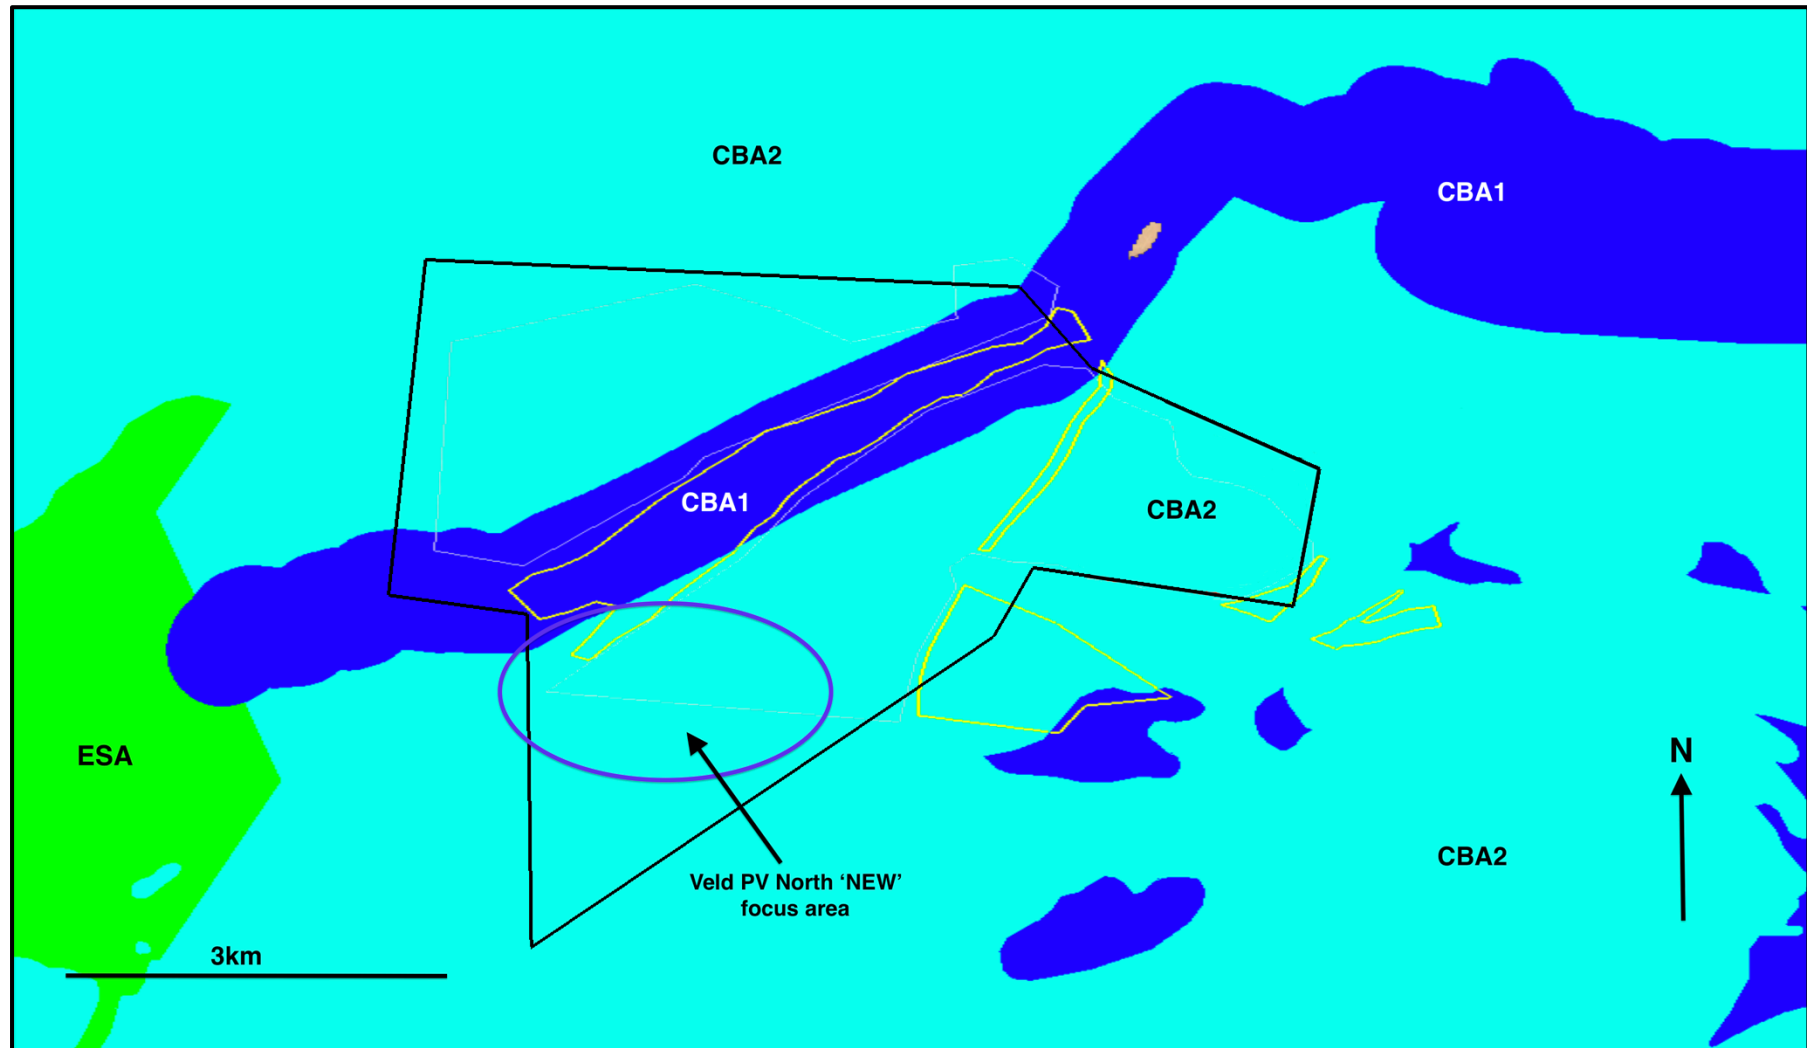 CBA2
CBA1
CBA1
CBA2
ESA
N
CBA2
Veld PV North ‘NEW’
focus area
3km